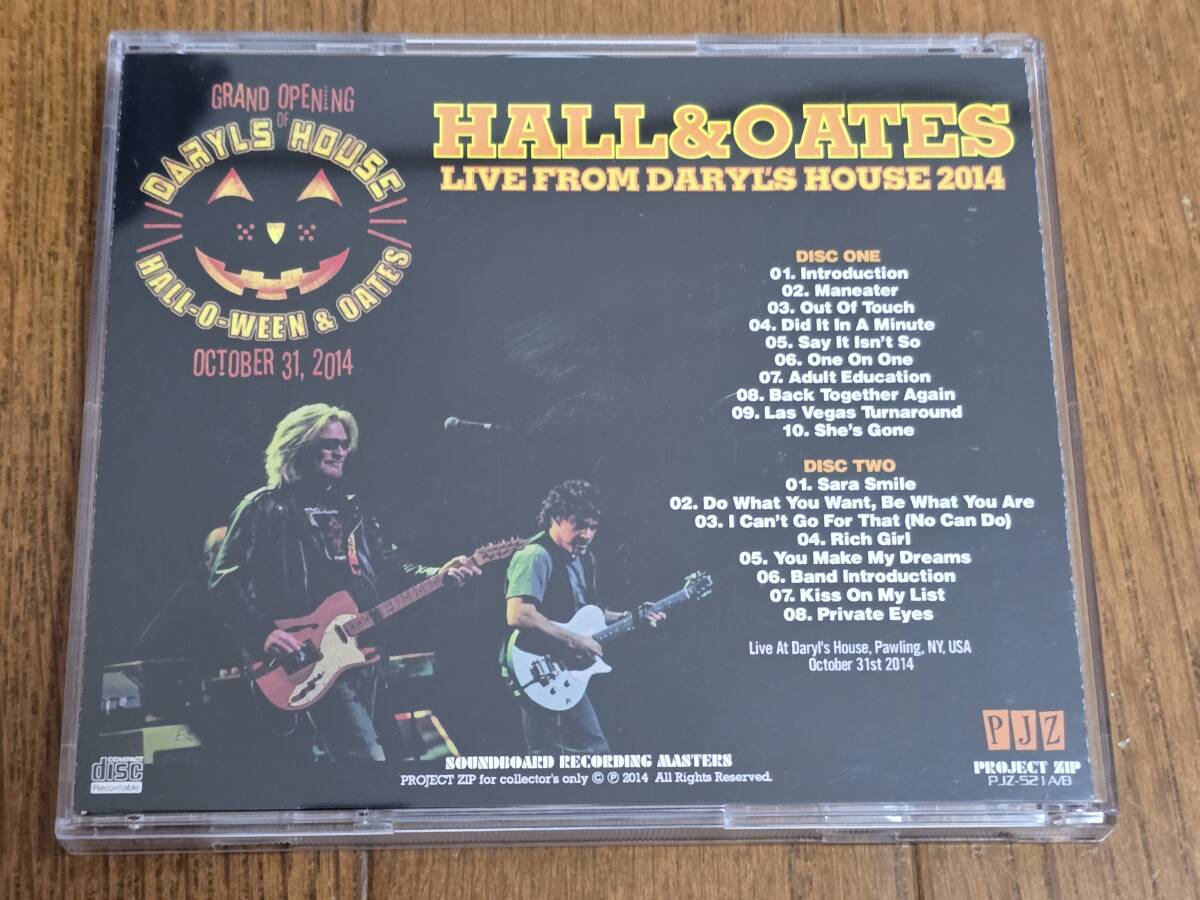 GRAND OPENING
OF
DARYLS HOUSE
HALL-O-WEEN & OATES
OCTOBER 31, 2014
HALL&OATES
LIVE FROM DARYL'S HOUSE 2014
DISC ONE
01. Introduction
02. Maneater
03. Out Of Touch
04. Did It In A Minute
05. Say It Isn't So
06. One On One
07. Adult Education
08. Back Together Again
09. Las Vegas Turnaround
10. She's Gone
DISC TWO
01. Sara Smile
02. Do What You Want, Be What You Are
03. I Can't Go For That (No Can Do)
04. Rich Girl
05. You Make My Dreams
06. Band Introduction
07. Kiss On My List
08. Private Eyes
Live At Daryl's House, Pawling, NY, USA
October 31st 2014
PJZ
PROJECT ZIP
PJZ-521A/B
SOUNDBOARD RECORDING MASTERS
PROJECT ZIP for collector's only © ℗ 2014 All Rights Reserved.
COMPACT
disc
Recordable